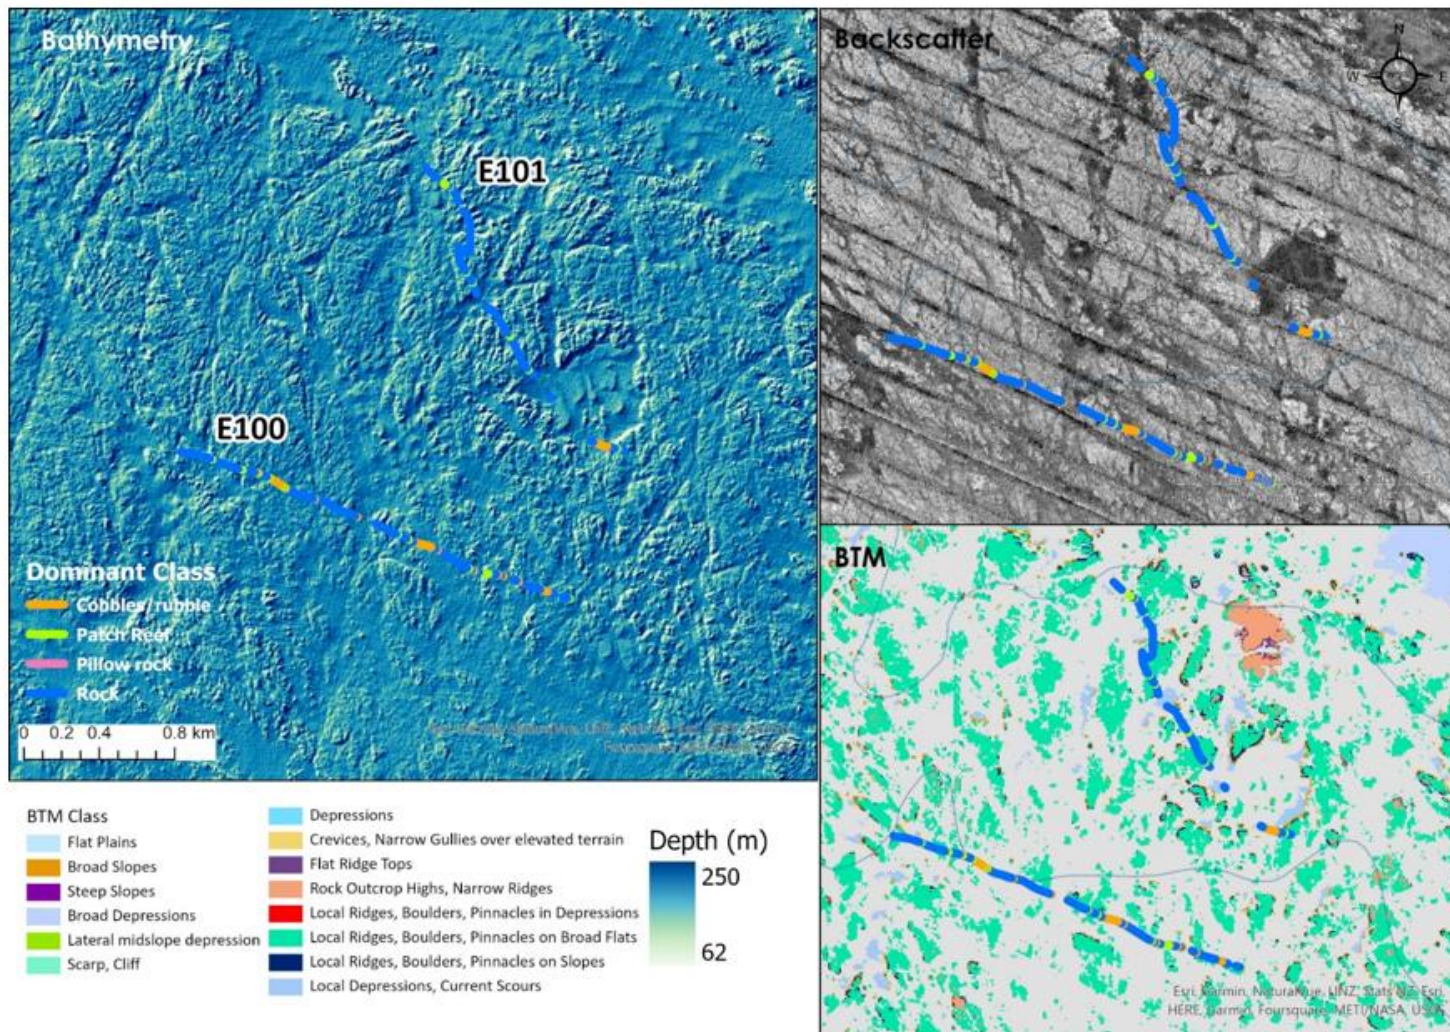 Bathymetry
E101
E100
Dominant Class
Cobbles/rubble
Patch Reef
Pillow rock
Rock
0 0.4 0.8 km
Backscatter
N
W E
S
BTM
Esri, Garmin, NaturalVue, LINZ, Stats NZ, Esri,
HERE, Garmin, Foursquare, METI/NASA, USGS
BTM Class
Flat Plains
Broad Slopes
Steep Slopes
Broad Depressions
Lateral midslope depression
Scarp, Cliff
Depressions
Crevices, Narrow Gullies over elevated terrain
Flat Ridge Tops
Rock Outcrop Highs, Narrow Ridges
Local Ridges, Boulders, Pinnacles in Depressions
Local Ridges, Boulders, Pinnacles on Broad Flats
Local Ridges, Boulders, Pinnacles on Slopes
Local Depressions, Current Scours
Depth (m)
250
62